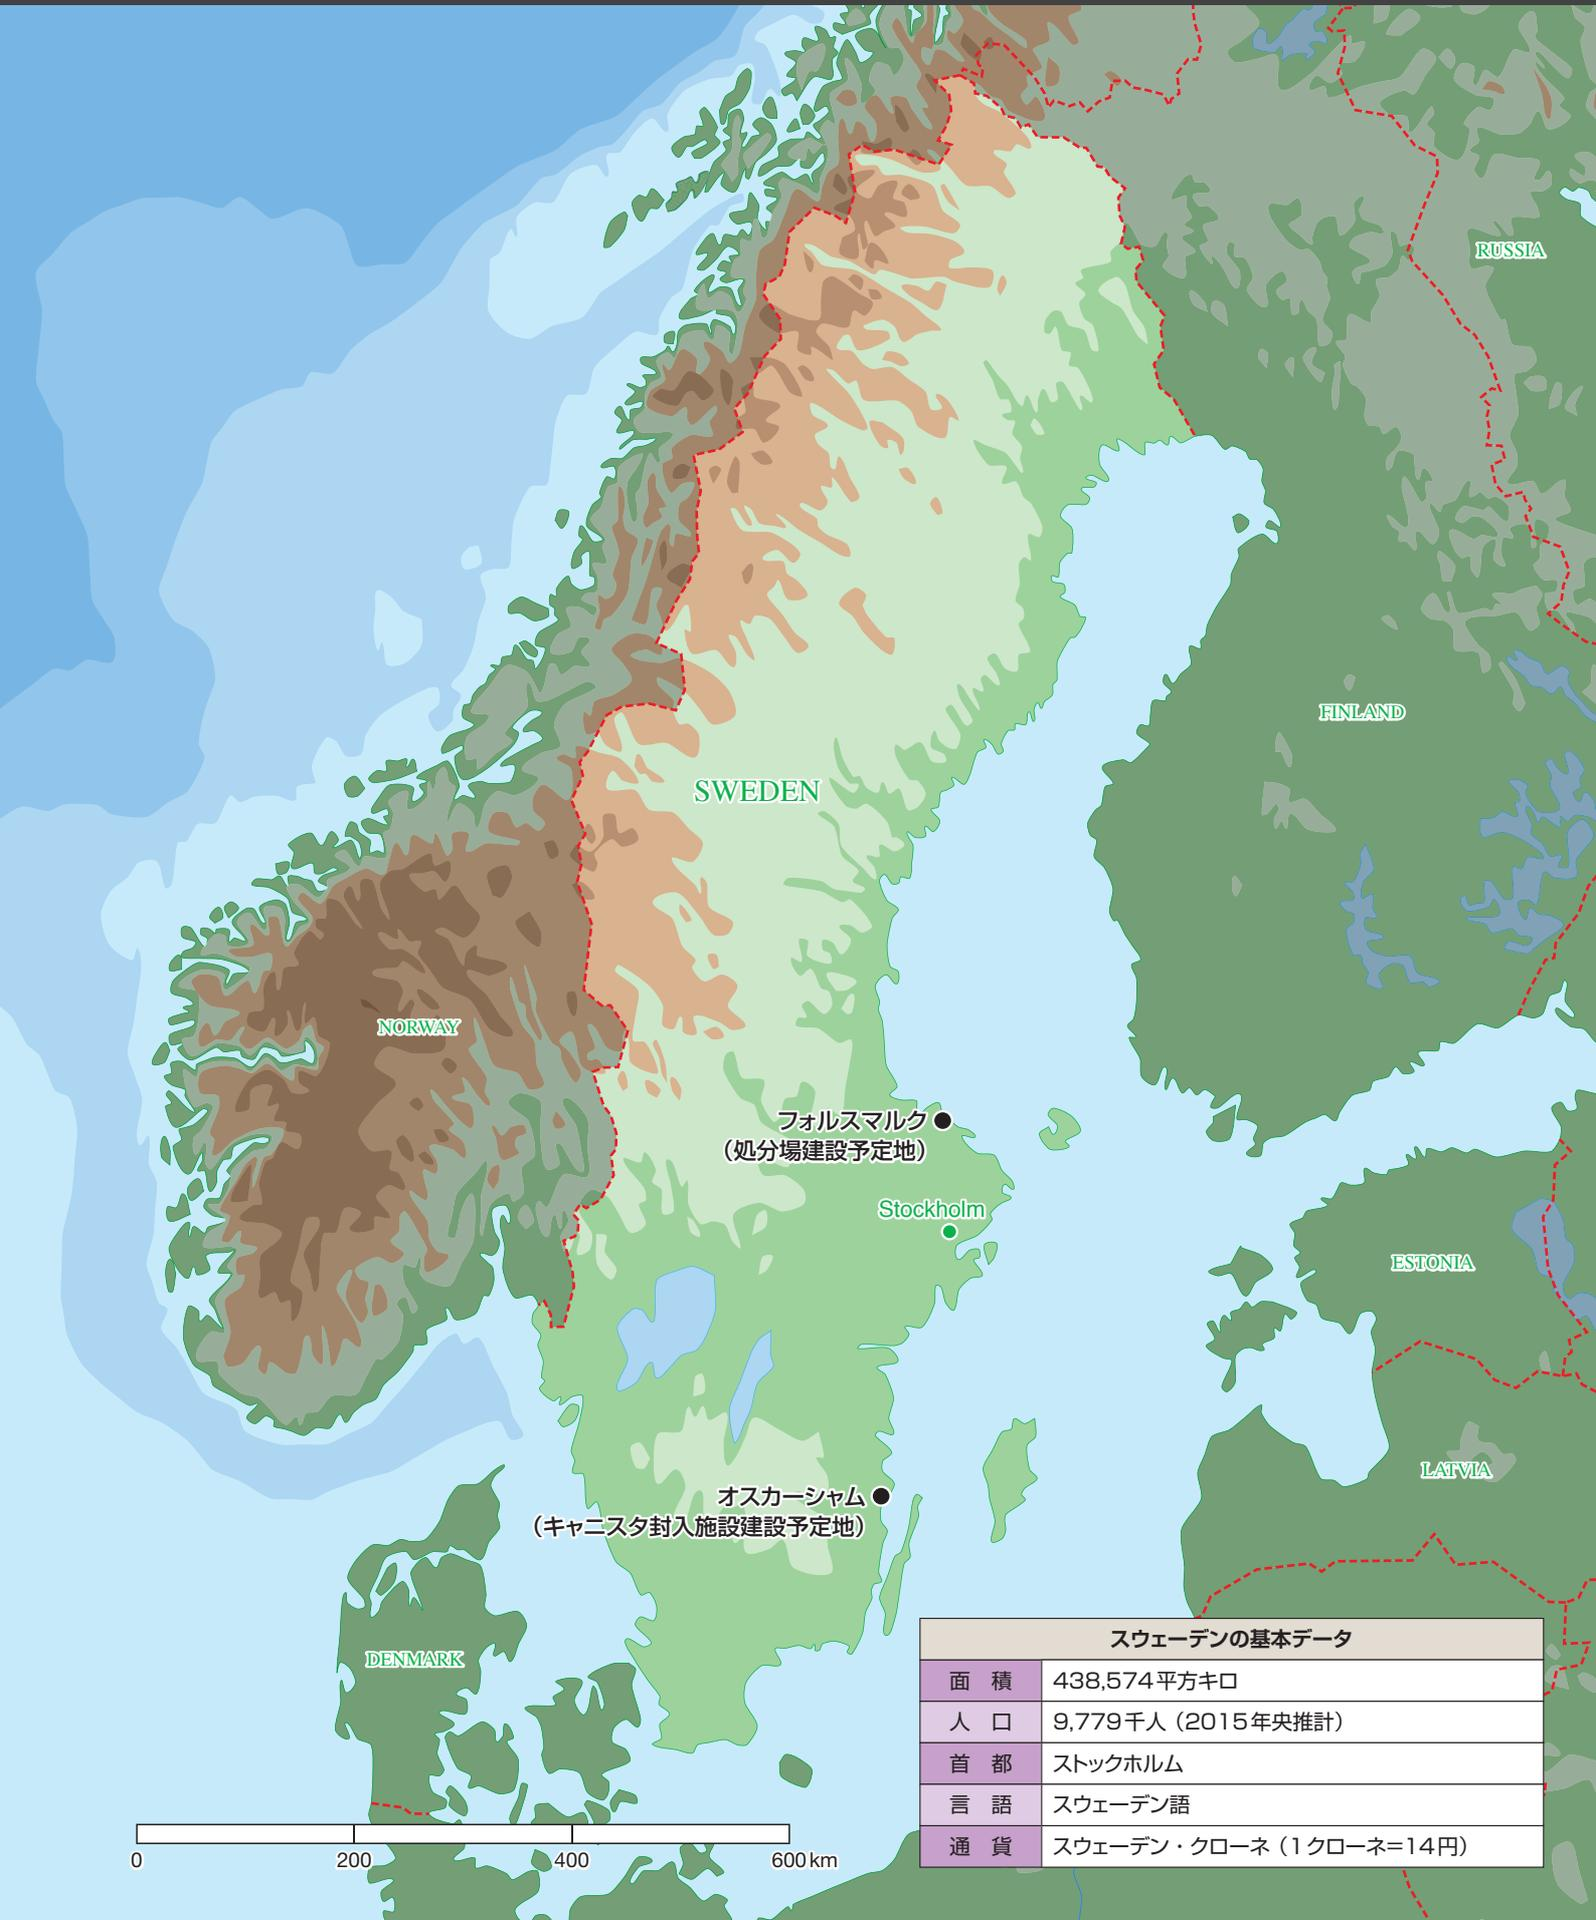 RUSSIA
FINLAND
SWEDEN
NORWAY
フォルスマルク
（処分場建設予定地）
Stockholm
ESTONIA
LATVIA
オスカーシャム
（キャニスタ封入施設建設予定地）
DENMARK
スウェーデンの基本データ
面　積 438,574平方キロ
人　口 9,779千人（2015年央推計）
首　都 ストックホルム
言　語 スウェーデン語
通　貨 スウェーデン・クローネ（1クローネ=14円）
0 200 400 600km